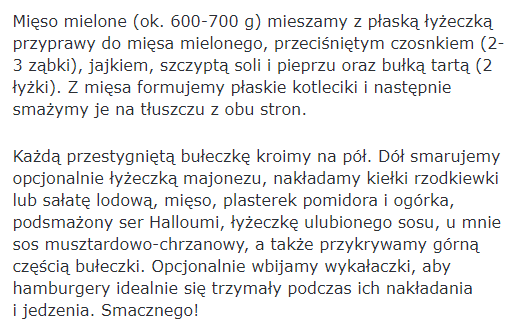 Mięso mielone (ok. 600-700 g) mieszamy z płaską łyżeczką
przyprawy do mięsa mielonego, przeciśniętym czosnkiem (2-
3 ząbki), jajkiem, szczyptą soli i pieprzu oraz bułką tartą (2
łyżki). Z mięsa formujemy płaskie kotleciki i następnie
smażymy je na tłuszczu z obu stron.

Każdą przestygniętą bułeczkę kroimy na pół. Dół smarujemy
opcjonalnie łyżeczką majonezu, nakładamy kiełki rzodkiewki
lub sałatę lodową, mięso, plasterek pomidora i ogórka,
podsmażony ser Halloumi, łyżeczkę ulubionego sosu, u mnie
sos musztardowo-chrzanowy, a także przykrywamy górną
częścią bułeczki. Opcjonalnie wbijamy wykałaczki, aby
hamburgery idealnie się trzymały podczas ich nakładania
i jedzenia. Smacznego!